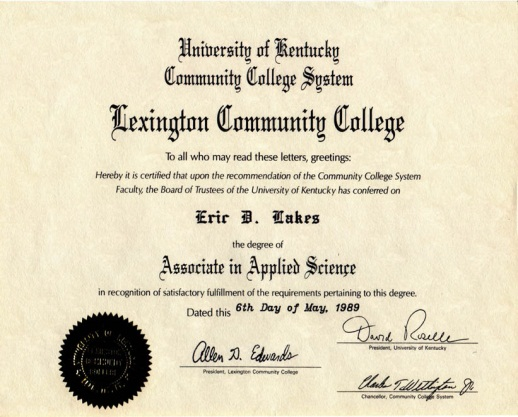 University of Kentucky
Community College System
Lexington Community College
To all who may read these letters, greetings:
Hereby it is certified that upon the recommendation of the Community College System
Faculty, the Board of Trustees of the University of Kentucky has conferred on
Eric D. Lakes
the degree of
Associate in Applied Science
in recognition of satisfactory fulfillment of the requirements pertaining to this degree.
Dated this 6th Day of May, 1989
David Roselle
President, University of Kentucky
Allen D. Edwards
President, Lexington Community College
Charles T. Wethington Jr.
Chancellor, Community College System